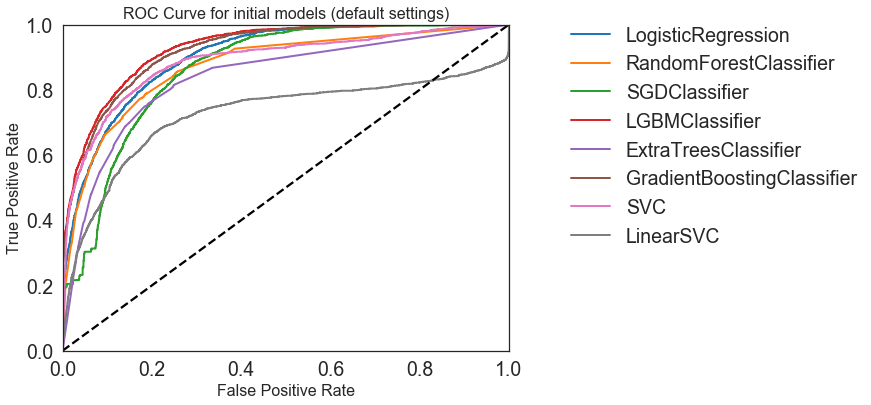 ROC Curve for initial models (default settings)
True Positive Rate
1.0
0.8
0.6
0.4
0.2
0.0
0.0 0.2 0.4 0.6 0.8 1.0
False Positive Rate
LogisticRegression
RandomForestClassifier
SGDClassifier
LGBMClassifier
ExtraTreesClassifier
GradientBoostingClassifier
SVC
LinearSVC